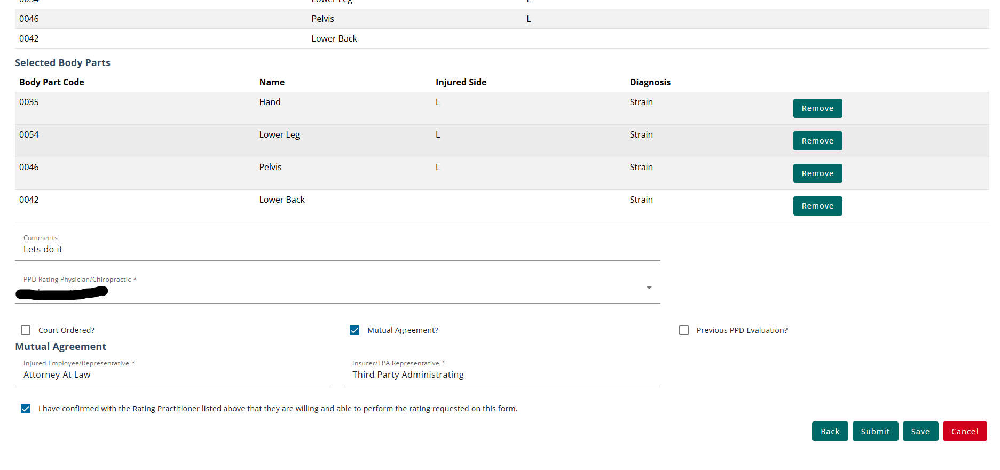 0054 Lower Leg L
0046 Pelvis L
0042 Lower Back
Selected Body Parts
Body Part Code Name Injured Side Diagnosis
0035 Hand L Strain Remove
0054 Lower Leg L Strain Remove
0046 Pelvis L Strain Remove
0042 Lower Back Strain Remove
Comments
Lets do it
PPD Rating Physician/Chiropractic *
Court Ordered? Mutual Agreement? Previous PPD Evaluation?
Mutual Agreement
Injured Employee/Representative * Insurer/TPA Representative *
Attorney At Law Third Party Administrating
I have confirmed with the Rating Practitioner listed above that they are willing and able to perform the rating requested on this form.
Back Submit Save Cancel